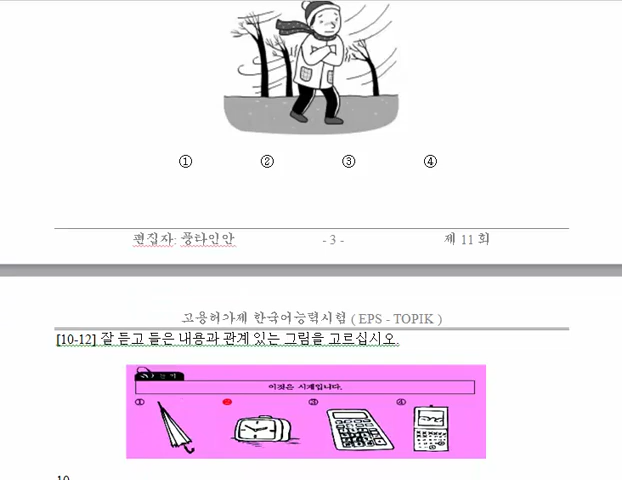 ① ② ③ ④
편집자: 풍타인안 - 3 - 제 11 회
고용허가제 한국어능력시험 ( EPS - TOPIK )
[10-12] 잘 듣고 들은 내용과 관계 있는 그림을 고르십시오.
이것은 시계입니다.
① ② ③ ④